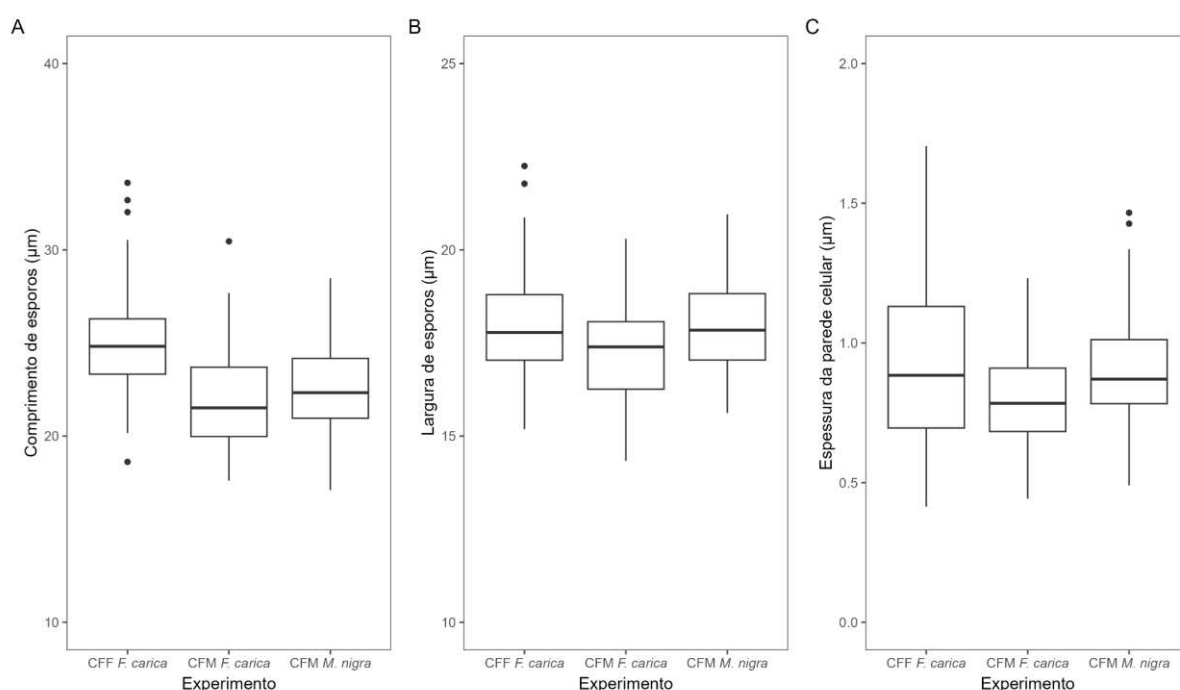 A
Comprimento de esporos (µm)
40
30
20
10
CFF F. carica CFM F. carica CFM M. nigra
Experimento
B
Largura de esporos (µm)
25
20
15
10
CFF F. carica CFM F. carica CFM M. nigra
Experimento
C
Espessura da parede celular (µm)
2.0
1.5
1.0
0.5
0.0
CFF F. carica CFM F. carica CFM M. nigra
Experimento